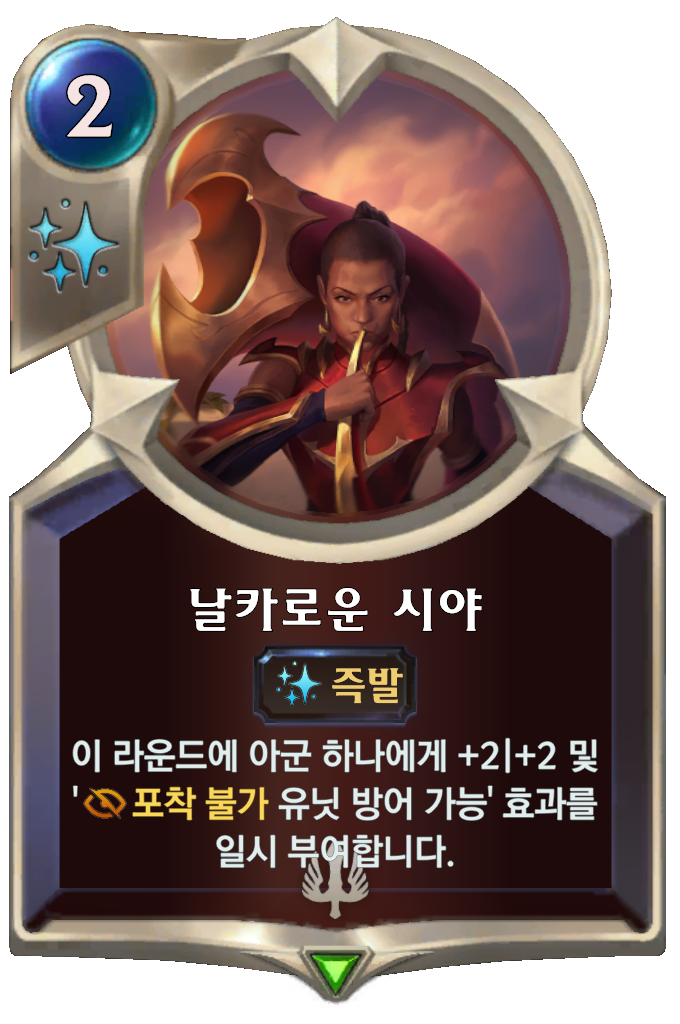 2
날카로운 시야
즉발
이 라운드에 아군 하나에게 +2|+2 및
'포착 불가 유닛 방어 가능' 효과를
일시 부여합니다.